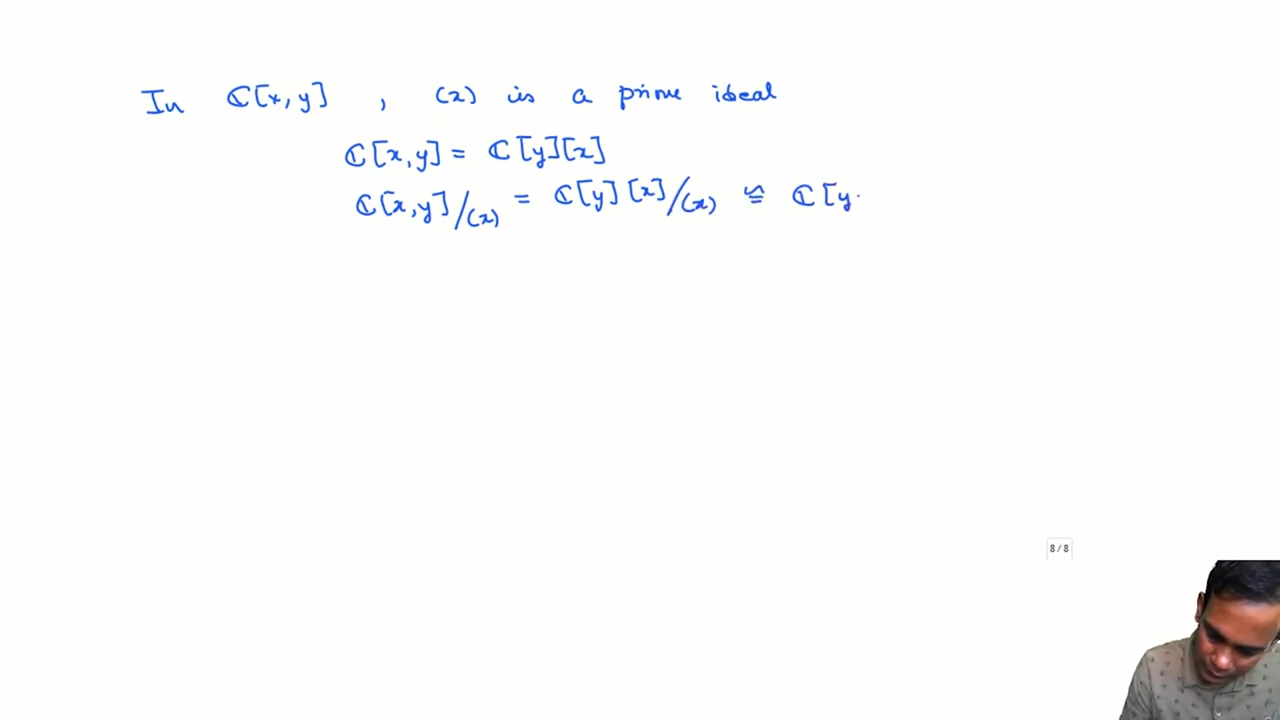 In ℂ[x,y] , (x) is a prime ideal
ℂ[x,y] = ℂ[y][x]
ℂ[x,y]/(x) = ℂ[y][x]/(x) ≅ ℂ[y
8/8